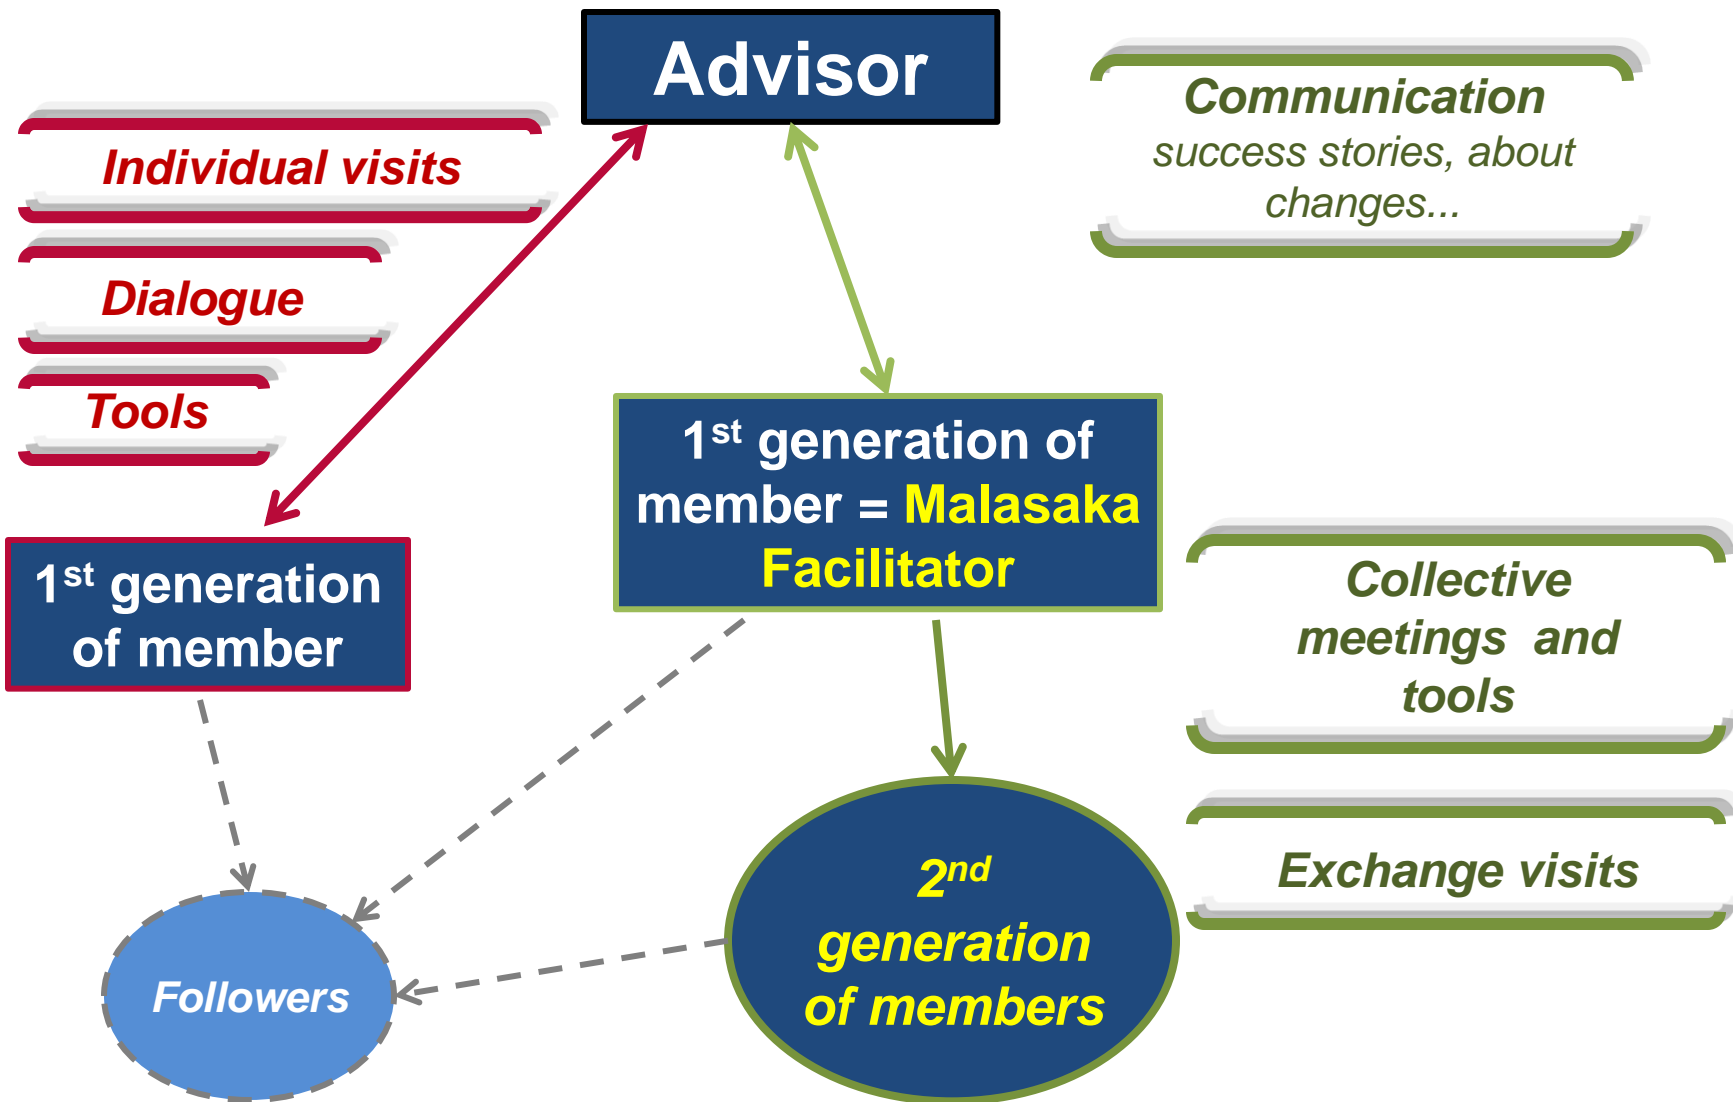 Advisor
Communication
success stories, about
changes...
Individual visits
Dialogue
Tools
1st generation of
member = Malasaka
Facilitator
1st generation
of member
Collective
meetings  and
tools
Exchange visits
2nd
generation
of members
Followers